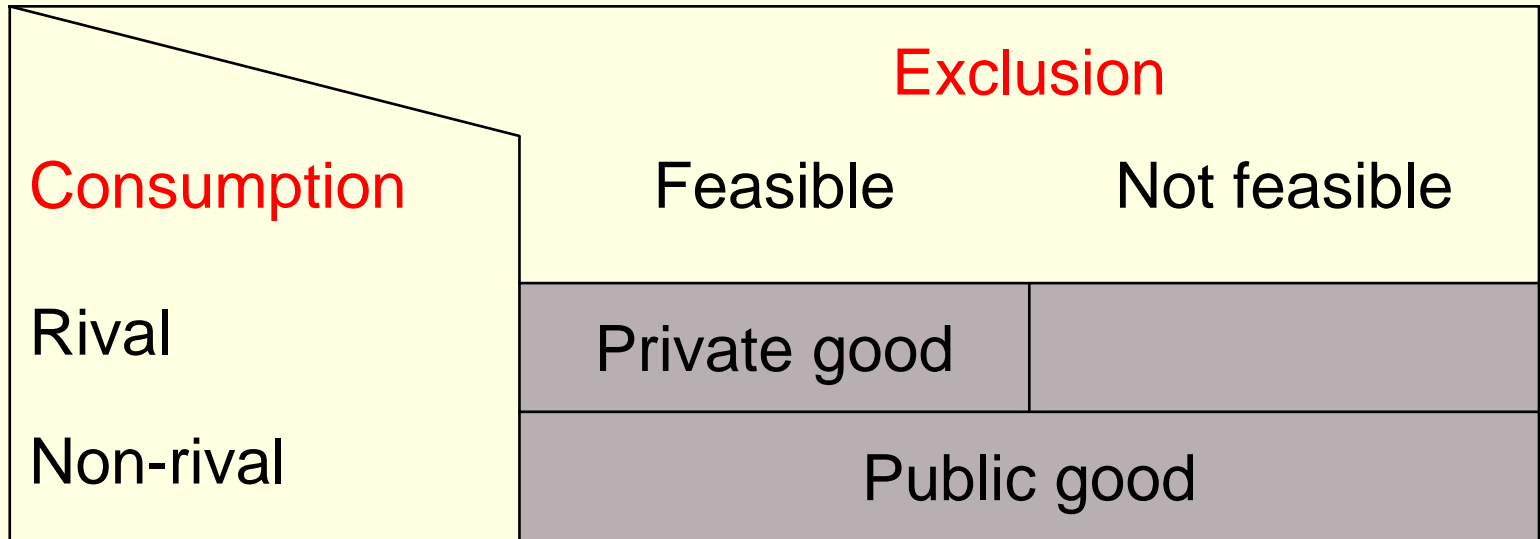 Exclusion
Consumption Feasible Not feasible
Rival Private good
Non-rival Public good